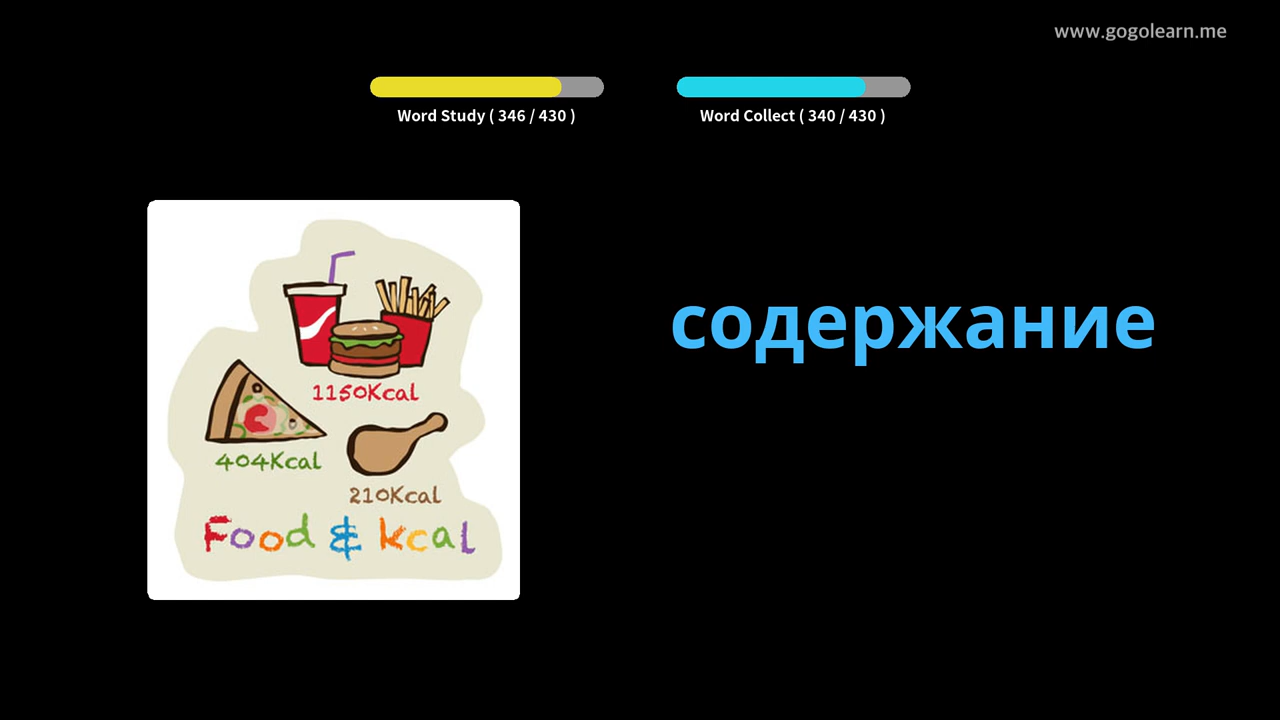 www.gogolearn.me
Word Study ( 346 / 430 )
Word Collect ( 340 / 430 )
содержание
1150Kcal
404Kcal
210Kcal
Food & kcal